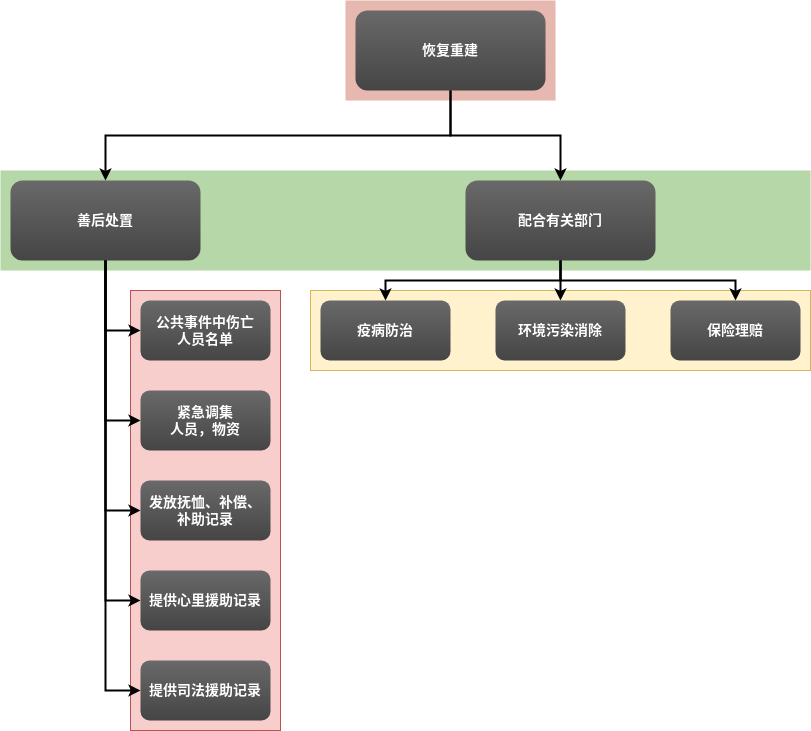 恢复重建
善后处置
配合有关部门
公共事件中伤亡
人员名单
疫病防治
环境污染消除
保险理赔
紧急调集
人员，物资
发放抚恤、补偿、
补助记录
提供心里援助记录
提供司法援助记录